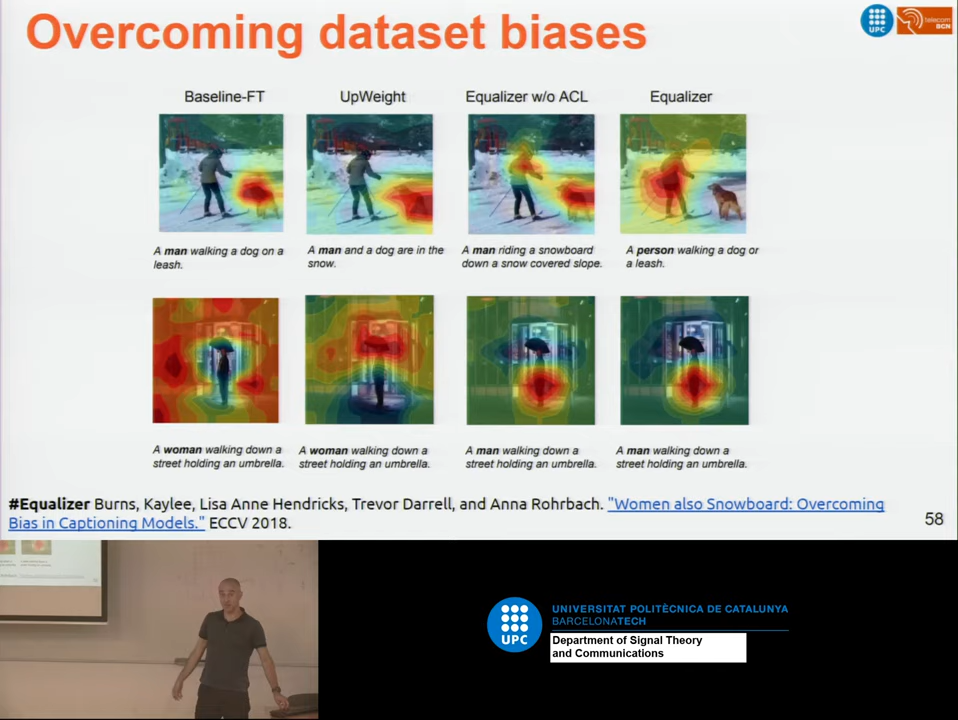 Overcoming dataset biases
UPC
telecom
BCN
Baseline-FT UpWeight Equalizer w/o ACL Equalizer
A man walking a dog on a
leash.
A man and a dog are in the
snow.
A man riding a snowboard
down a snow covered slope.
A person walking a dog or
a leash.
A woman walking down a
street holding an umbrella.
A woman walking down a
street holding an umbrella.
A man walking down a
street holding an umbrella.
A man walking down a
street holding an umbrella.
#Equalizer Burns, Kaylee, Lisa Anne Hendricks, Trevor Darrell, and Anna Rohrbach. "Women also Snowboard: Overcoming
Bias in Captioning Models." ECCV 2018.
58
UPC
UNIVERSITAT POLITÈCNICA DE CATALUNYA
BARCELONATECH
Department of Signal Theory
and Communications